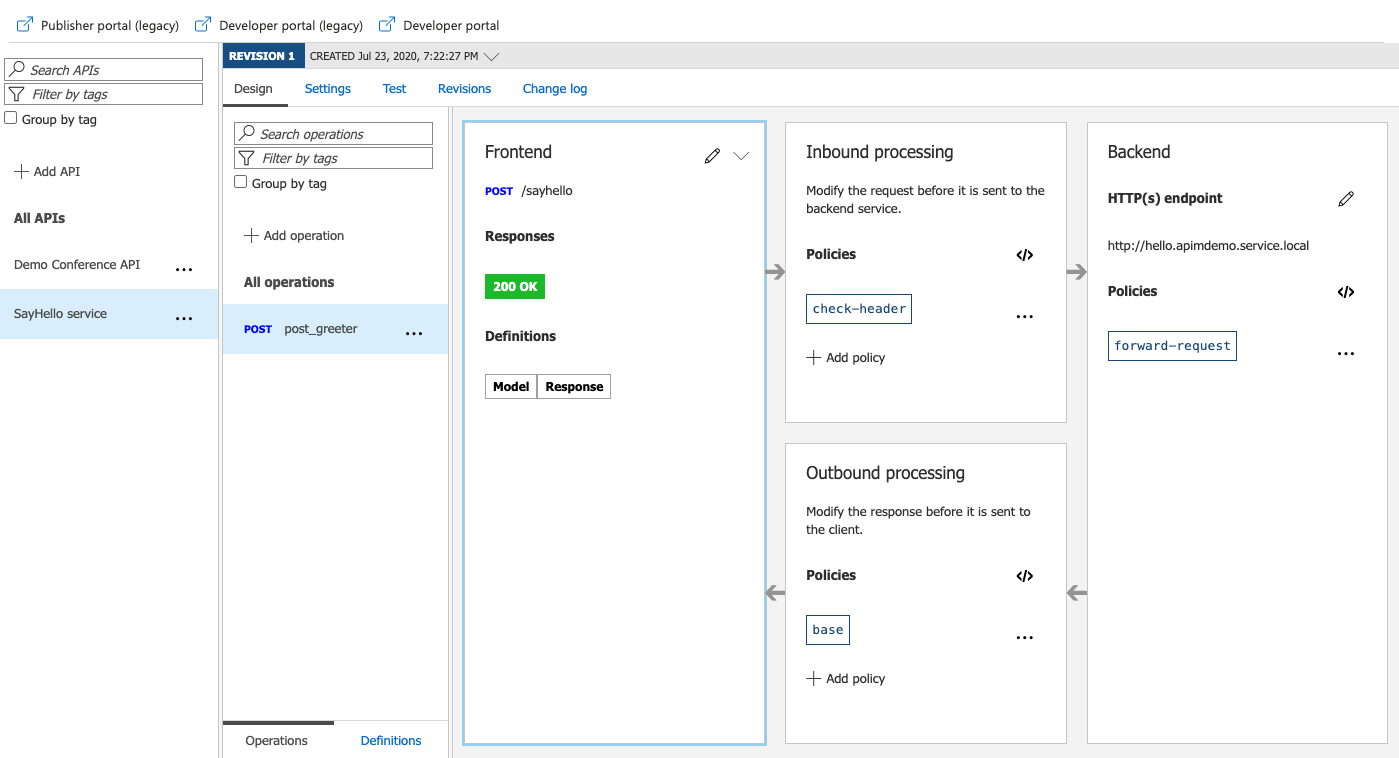 Publisher portal (legacy)
Developer portal (legacy)
Developer portal
Search APIs
Filter by tags
Group by tag
Add API
All APIs
Demo Conference API
SayHello service
REVISION 1
CREATED Jul 23, 2020, 7:22:27 PM
Design
Settings
Test
Revisions
Change log
Search operations
Filter by tags
Group by tag
Add operation
All operations
POST post_greeter
Operations
Definitions
Frontend
POST /sayhello
Responses
200 OK
Definitions
Model
Response
Inbound processing
Modify the request before it is sent to the
backend service.
Policies
</>
check-header
Add policy
Outbound processing
Modify the response before it is sent to
the client.
Policies
</>
base
Add policy
Backend
HTTP(s) endpoint
http://hello.apimdemo.service.local
Policies
</>
forward-request